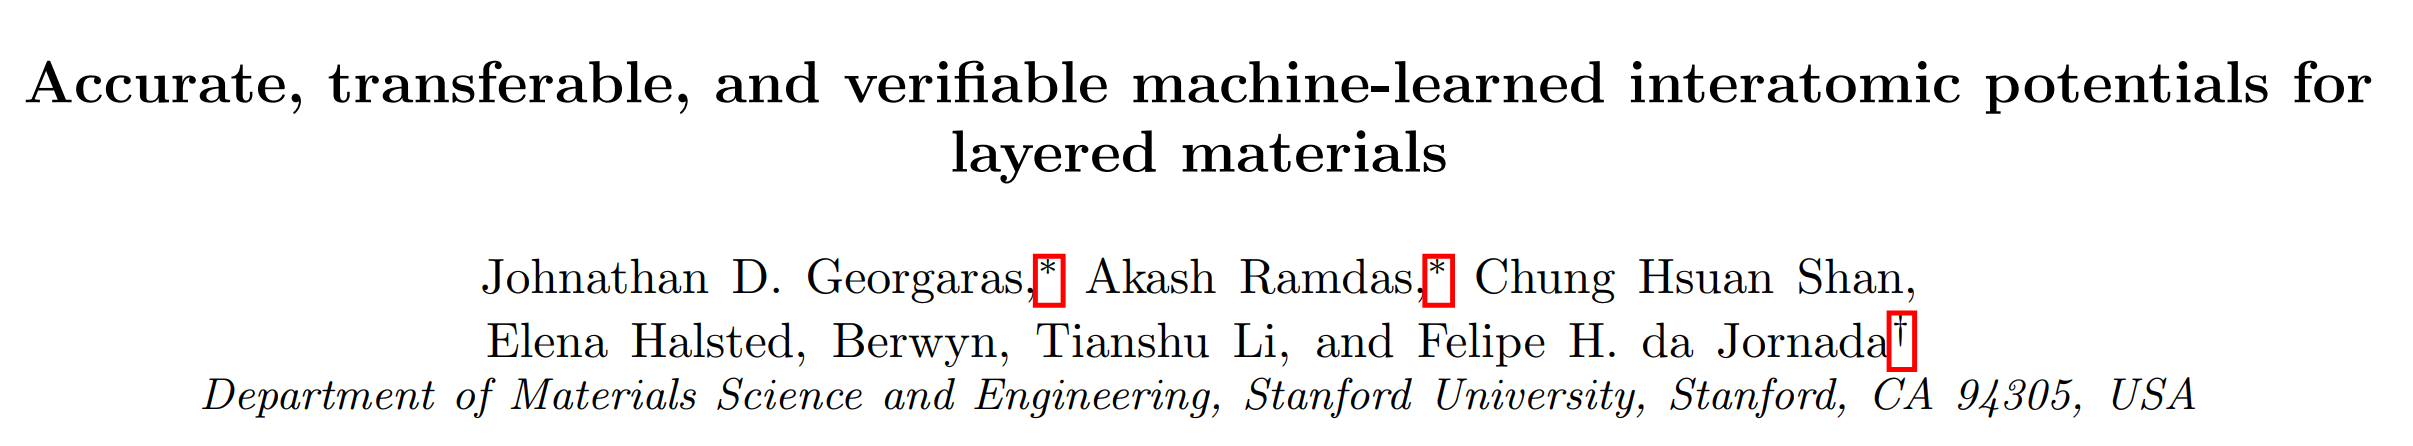 Accurate, transferable, and verifiable machine-learned interatomic potentials for
layered materials
Johnathan D. Georgaras,* Akash Ramdas,* Chung Hsuan Shan,
Elena Halsted, Berwyn, Tianshu Li, and Felipe H. da Jornada†
Department of Materials Science and Engineering, Stanford University, Stanford, CA 94305, USA